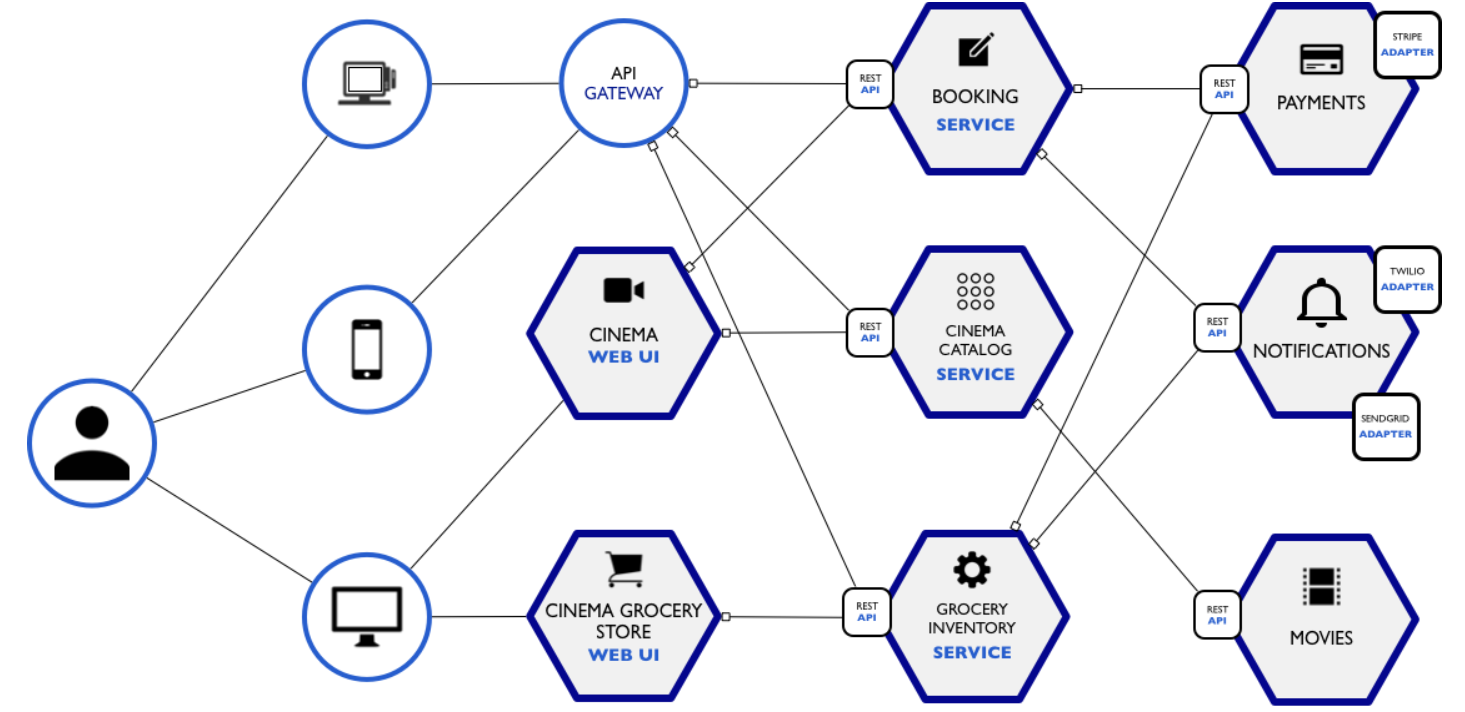 API
GATEWAY
REST
API
BOOKING
SERVICE
REST
API
PAYMENTS
STRIPE
ADAPTER
CINEMA
WEB UI
REST
API
CINEMA
CATALOG
SERVICE
REST
API
NOTIFICATIONS
TWILIO
ADAPTER
SENDGRID
ADAPTER
CINEMA GROCERY
STORE
WEB UI
REST
API
GROCERY
INVENTORY
SERVICE
REST
API
MOVIES